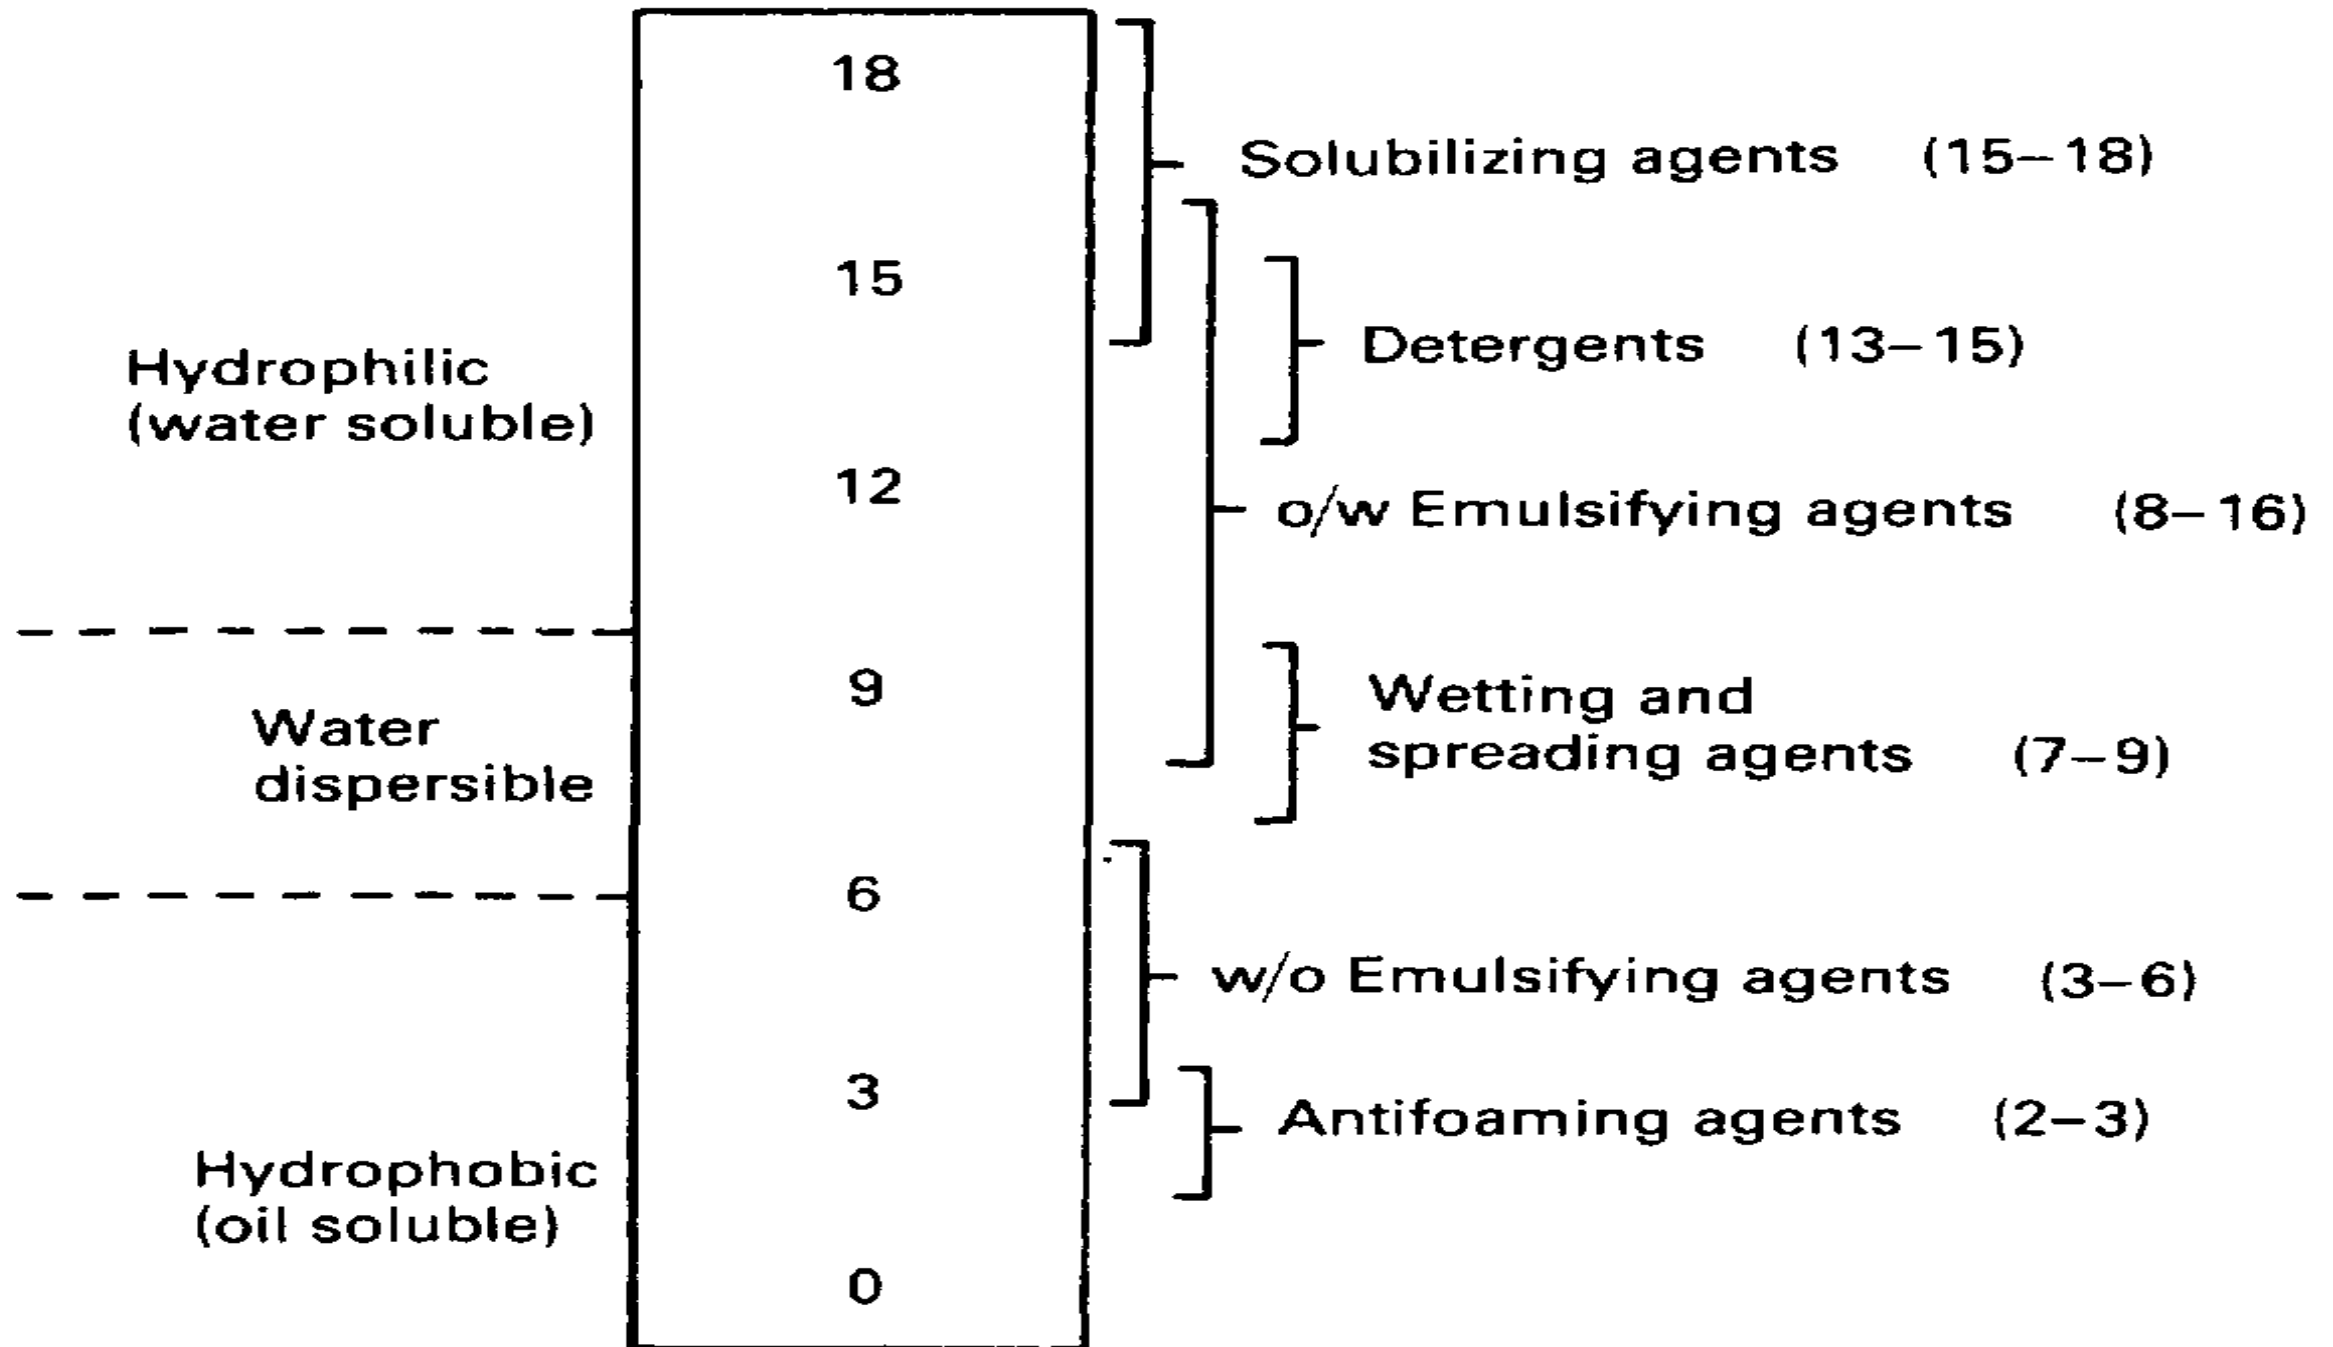 18
Solubilizing agents (15–18)
15
Detergents (13–15)
Hydrophilic
(water soluble)
12
o/w Emulsifying agents (8–16)
9
Wetting and
spreading agents (7–9)
Water
dispersible
6
w/o Emulsifying agents (3–6)
3
Antifoaming agents (2–3)
Hydrophobic
(oil soluble)
0